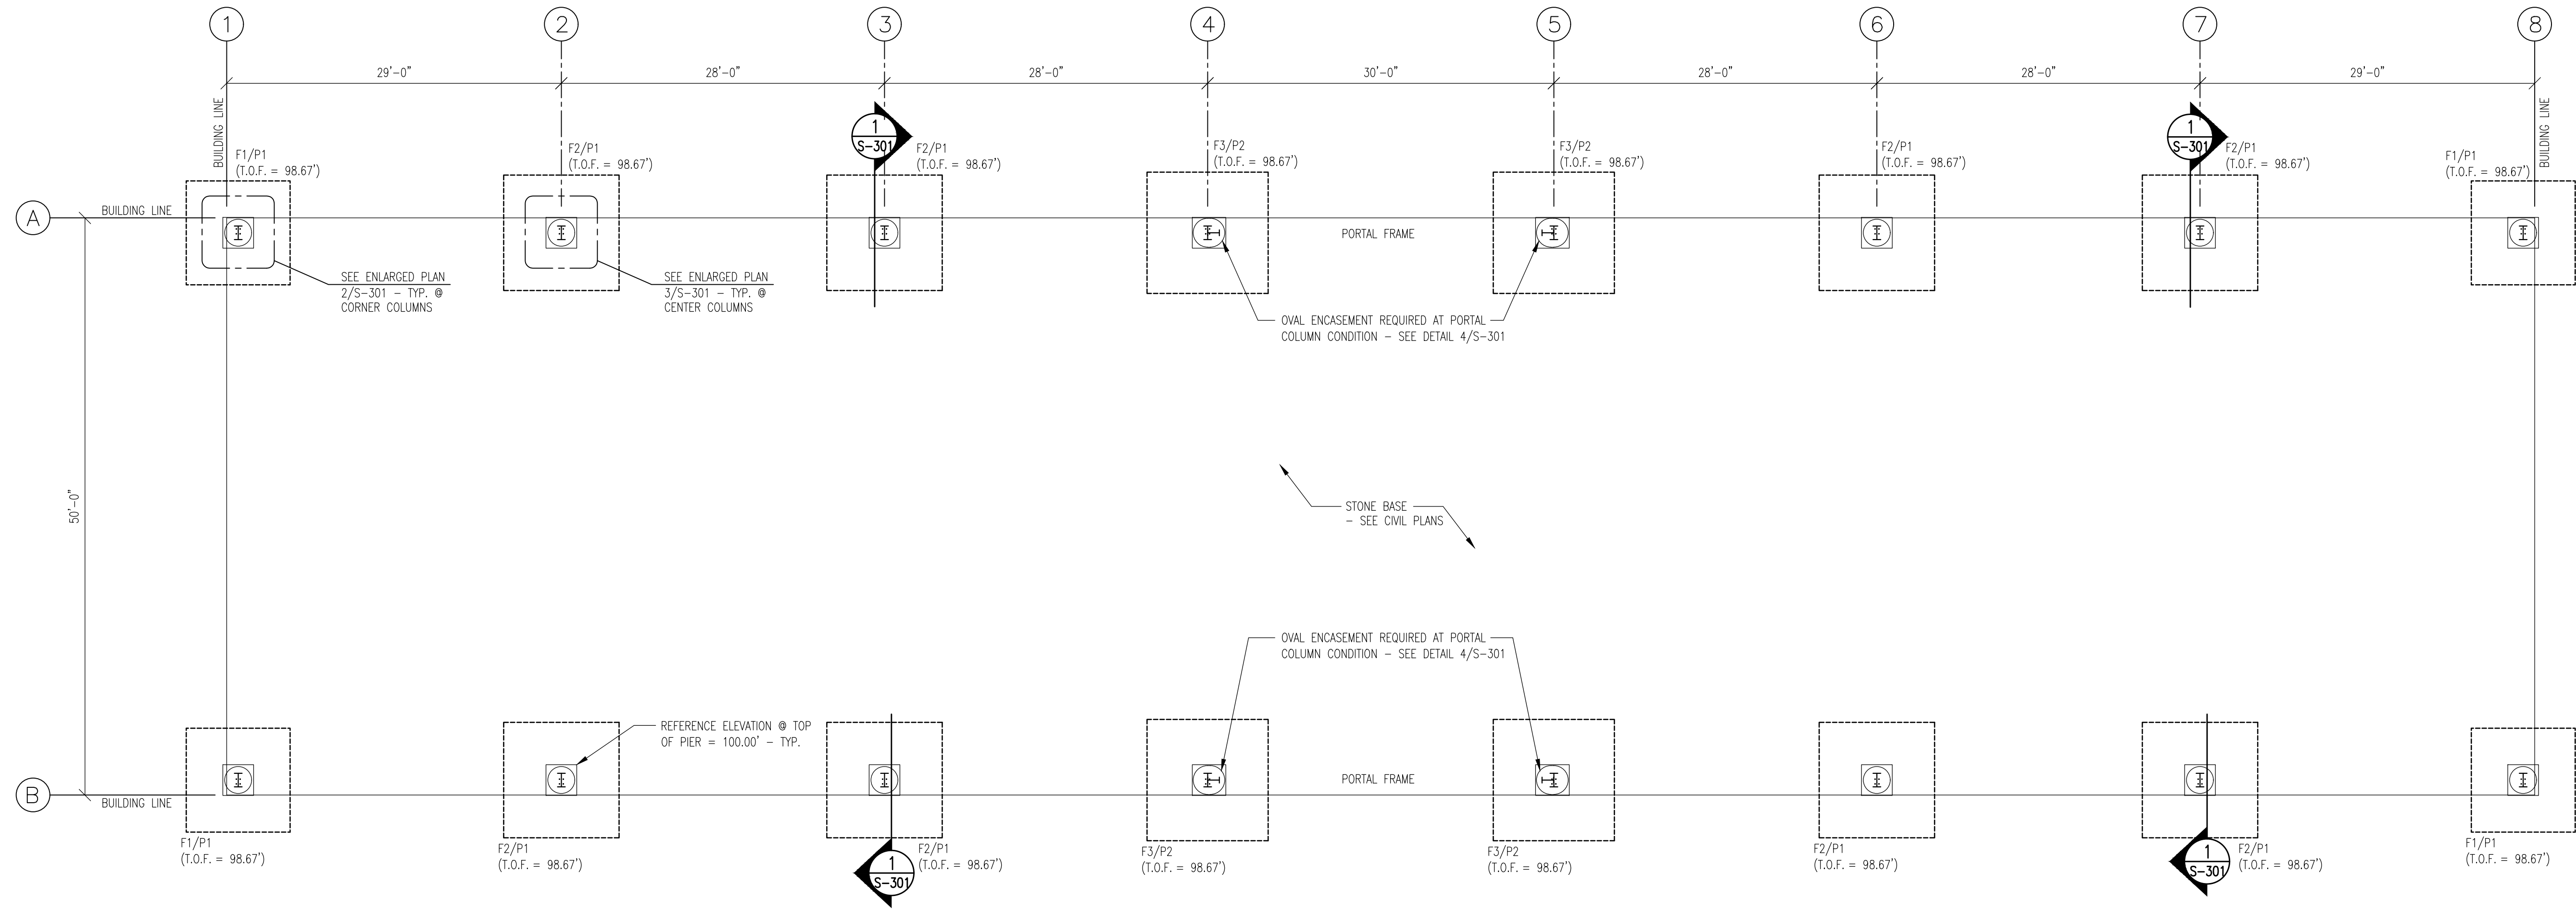 1
2
3
4
5
6
7
8
29'-0"
28'-0"
28'-0"
30'-0"
28'-0"
28'-0"
29'-0"
BUILDING LINE
BUILDING LINE
F1/P1
(T.O.F. = 98.67')
F2/P1
(T.O.F. = 98.67')
1
S-301
F2/P1
(T.O.F. = 98.67')
F3/P2
(T.O.F. = 98.67')
F3/P2
(T.O.F. = 98.67')
F2/P1
(T.O.F. = 98.67')
1
S-301
F2/P1
(T.O.F. = 98.67')
F1/P1
(T.O.F. = 98.67')
A
BUILDING LINE
PORTAL FRAME
SEE ENLARGED PLAN
2/S-301 - TYP. @
CORNER COLUMNS
SEE ENLARGED PLAN
3/S-301 - TYP. @
CENTER COLUMNS
OVAL ENCASEMENT REQUIRED AT PORTAL
COLUMN CONDITION - SEE DETAIL 4/S-301
50'-0"
STONE BASE
- SEE CIVIL PLANS
OVAL ENCASEMENT REQUIRED AT PORTAL
COLUMN CONDITION - SEE DETAIL 4/S-301
REFERENCE ELEVATION @ TOP
OF PIER = 100.00' - TYP.
PORTAL FRAME
B
BUILDING LINE
F1/P1
(T.O.F. = 98.67')
F2/P1
(T.O.F. = 98.67')
1
S-301
F2/P1
(T.O.F. = 98.67')
F3/P2
(T.O.F. = 98.67')
F3/P2
(T.O.F. = 98.67')
F2/P1
(T.O.F. = 98.67')
1
S-301
F2/P1
(T.O.F. = 98.67')
F1/P1
(T.O.F. = 98.67')